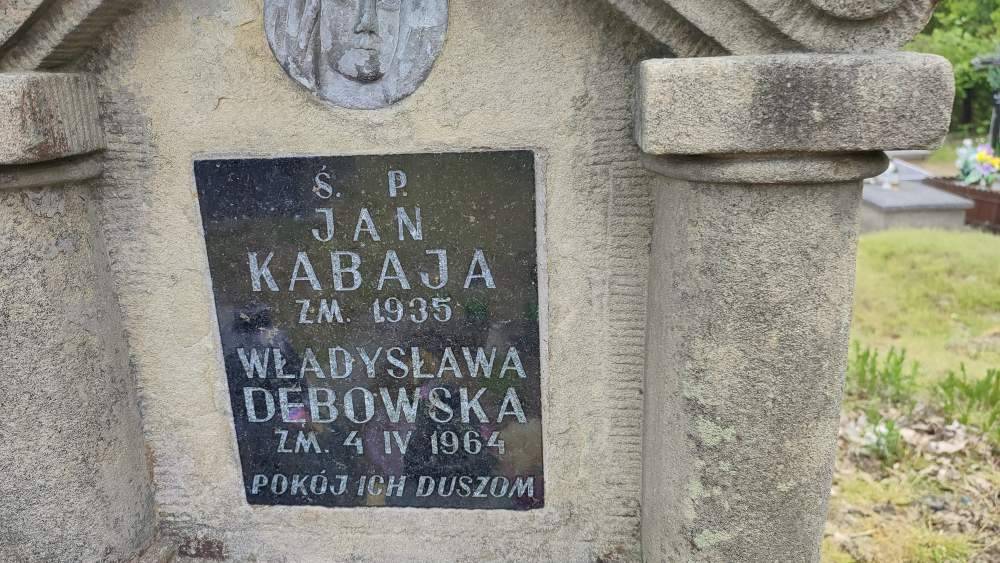 Ś. P.
JAN
KABAJA
ZM. 1935
WŁADYSŁAWA
DĘBOWSKA
ZM. 4 IV 1964
POKÓJ ICH DUSZOM